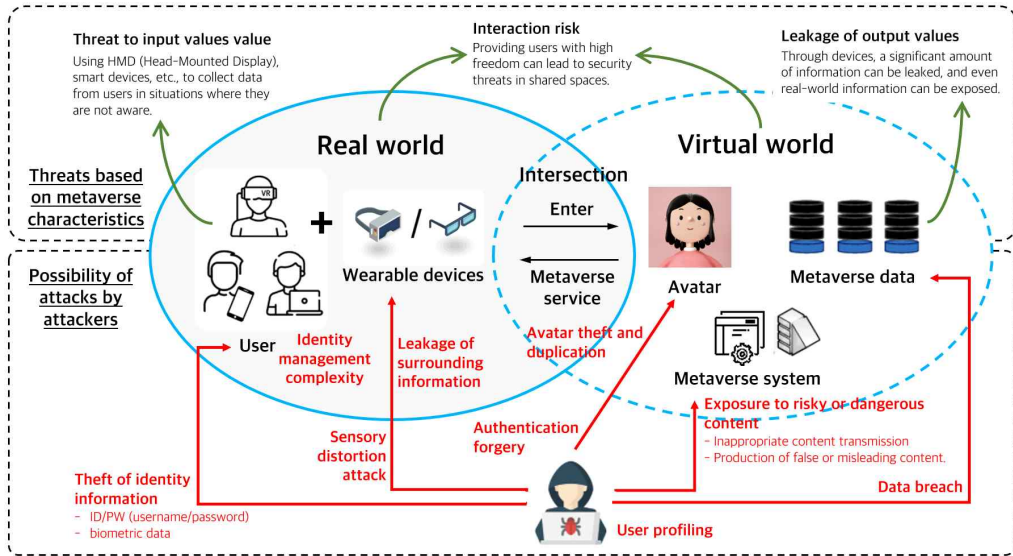 Threat to input values value
Using HMD (Head-Mounted Display),
smart devices, etc., to collect data
from users in situations where they
are not aware.
Interaction risk
Providing users with high
freedom can lead to security
threats in shared spaces.
Leakage of output values
Through devices, a significant amount
of information can be leaked, and even
real-world information can be exposed.
Real world
Virtual world
Threats based
on metaverse
characteristics
VR
+
/
Wearable devices
Intersection
Enter
Metaverse
service
Avatar
Metaverse data
Possibility of
attacks by
attackers
User
Identity
management
complexity
Leakage of
surrounding
information
Avatar theft and
duplication
Metaverse system
Exposure to risky or dangerous
content
- Inappropriate content transmission
- Production of false or misleading content.
Sensory
distortion
attack
Authentication
forgery
Theft of identity
information
- ID/PW (username/password)
- biometric data
User profiling
Data breach